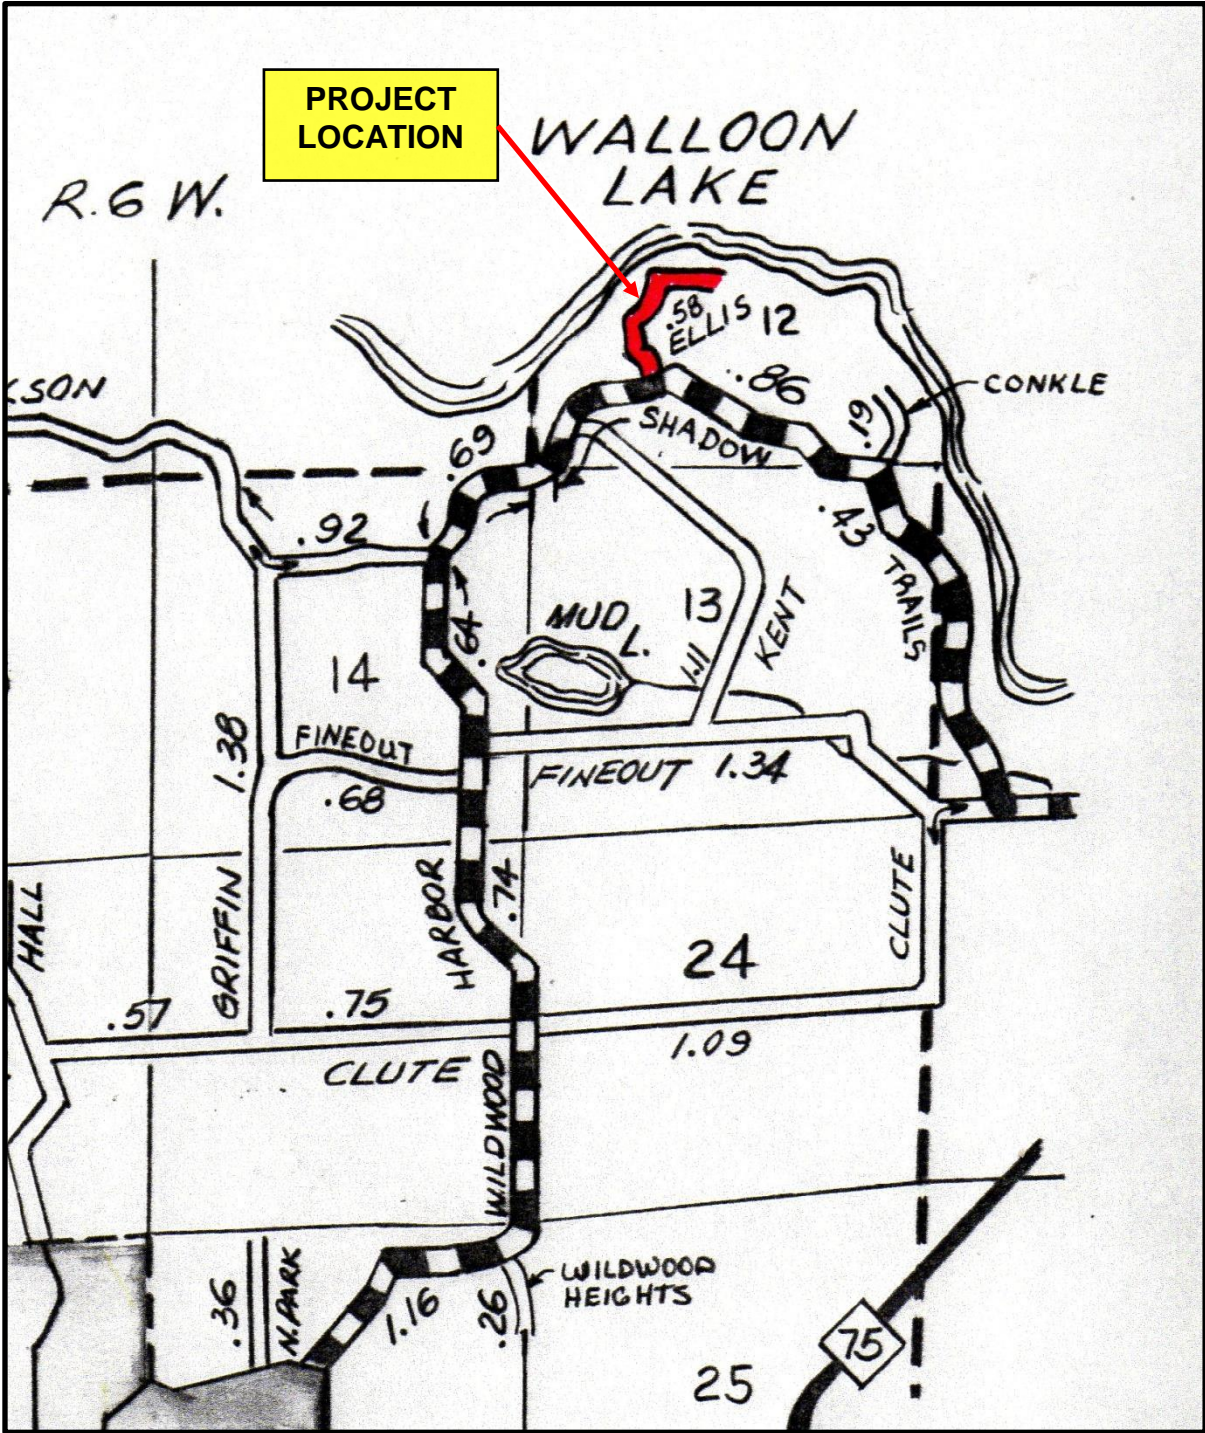 PROJECT
LOCATION
WALLOON
LAKE
R. 6 W.
.58
ELLIS
12
.86
CONKLE
.19
SHADOW
.69
.92
.43
TRAILS
13
KENT
1.11
MUD
L.
.64
14
1.38
FINEOUT
.68
FINEOUT 1.34
HALL
GRIFFIN
HARBOR
.74
CLUTE
24
.57
.75
CLUTE
1.09
WILDWOOD
.36
N. PARK
1.16
.26
WILDWOOD
HEIGHTS
75
25